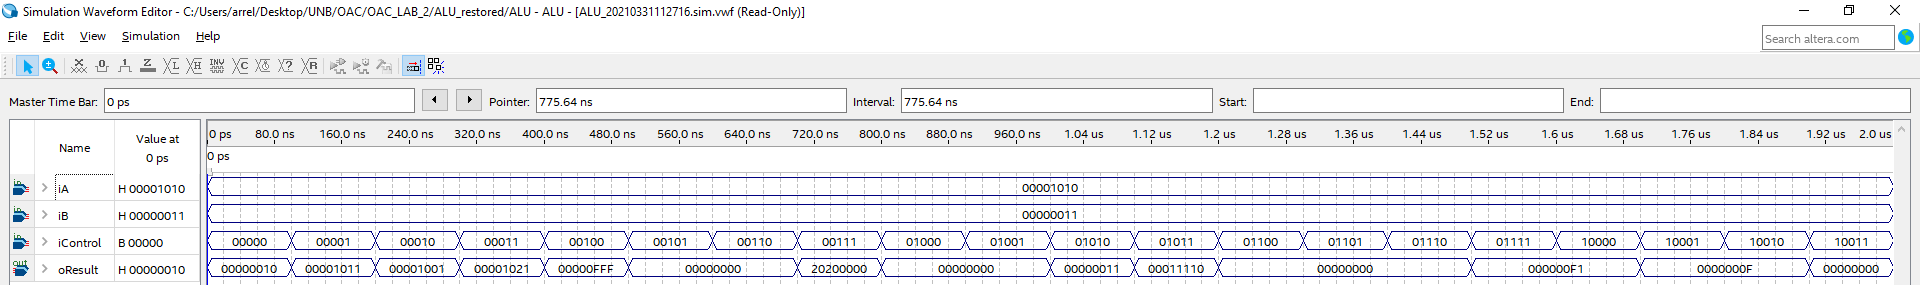 Simulation Waveform Editor - C:/Users/arrel/Desktop/UNB/OAC/OAC_LAB_2/ALU_restored/ALU - ALU - [ALU_20210331112716.sim.vwf (Read-Only)]
File Edit View Simulation Help
Search altera.com
Master Time Bar: 0 ps Pointer: 775.64 ns Interval: 775.64 ns Start: End:
Name Value at 0 ps
0 ps 80.0 ns 160.0 ns 240.0 ns 320.0 ns 400.0 ns 480.0 ns 560.0 ns 640.0 ns 720.0 ns 800.0 ns 880.0 ns 960.0 ns 1.04 us 1.12 us 1.2 us 1.28 us 1.36 us 1.44 us 1.52 us 1.6 us 1.68 us 1.76 us 1.84 us 1.92 us 2.0 us
0 ps
iA H 00001010 00001010
iB H 00000011 00000011
iControl B 00000 00000 00001 00010 00011 00100 00101 00110 00111 01000 01001 01010 01011 01100 01101 01110 01111 10000 10001 10010 10011
oResult H 00000010 00000010 00001011 00001001 00001021 00000FFF 00000000 20200000 00000000 00000011 00011110 00000000 000000F1 0000000F 00000000